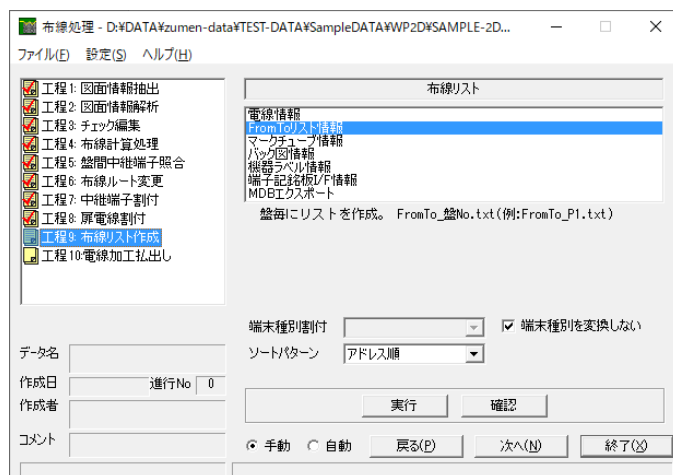 布線処理 - D:¥DATA¥zumen-data¥TEST-DATA¥SampleDATA¥WP2D¥SAMPLE-2D...
ファイル(F) 設定(S) ヘルプ(H)
工程1: 図面情報抽出
工程2: 図面情報解析
工程3: チェック編集
工程4: 布線計算処理
工程5: 盤間中継端子照合
工程6: 布線ルート変更
工程7: 中継端子割付
工程8: 扉電線割付
工程9: 布線リスト作成
工程10:電線加工払出し
布線リスト
電線情報
FromToリスト情報
マークチューブ情報
バック図情報
機器ラベル情報
端子記銘板I/F情報
MDBエクスポート
盤毎にリストを作成。 FromTo_盤No.txt(例:FromTo_P1.txt)
端末種別割付
端末種別を変換しない
ソートパターン アドレス順
データ名
作成日 進行No 0
作成者
コメント
実行 確認
手動 自動 戻る(P) 次へ(N) 終了(X)